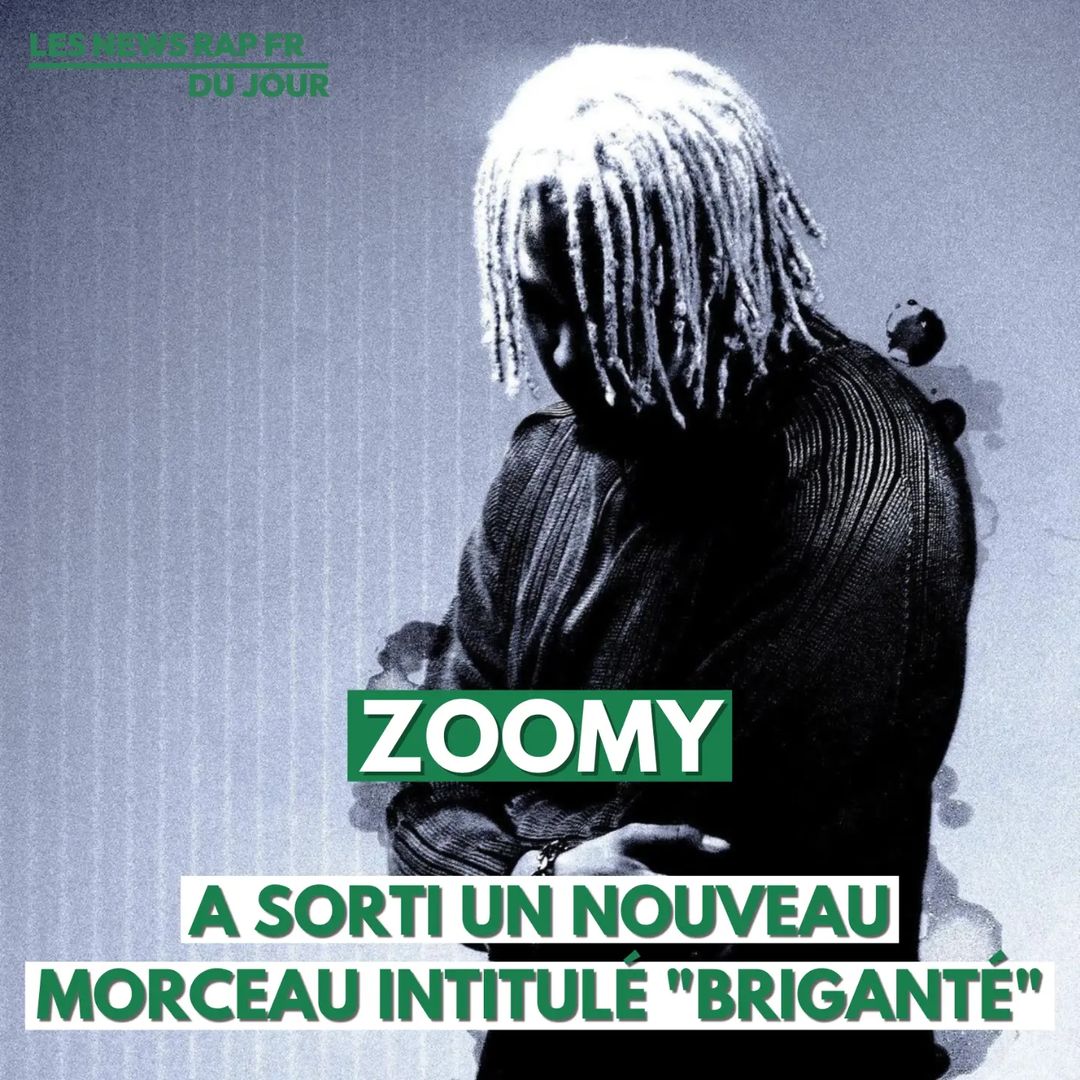 LES NEWS RAP FR
DU JOUR
ZOOMY
A SORTI UN NOUVEAU
MORCEAU INTITULÉ "BRIGANTÉ"